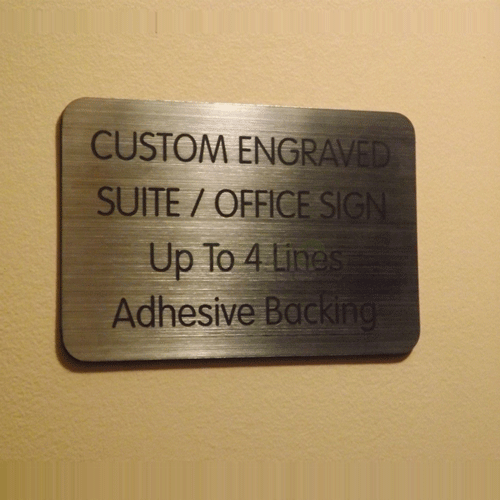 CUSTOM ENGRAVED
SUITE / OFFICE SIGN
Up To 4 Lines
Adhesive Backing